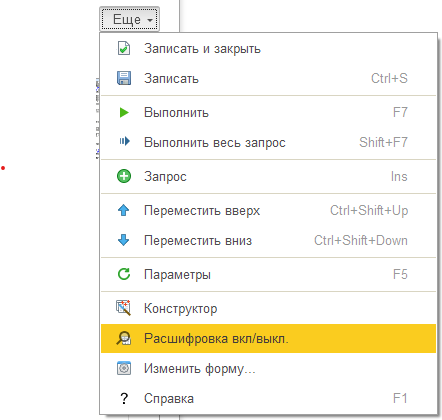 Еще
Записать и закрыть
Записать Ctrl+S
Выполнить F7
Выполнить весь запрос Shift+F7
Запрос Ins
Переместить вверх Ctrl+Shift+Up
Переместить вниз Ctrl+Shift+Down
Параметры F5
Конструктор
Расшифровка вкл/выкл.
Изменить форму...
Справка F1